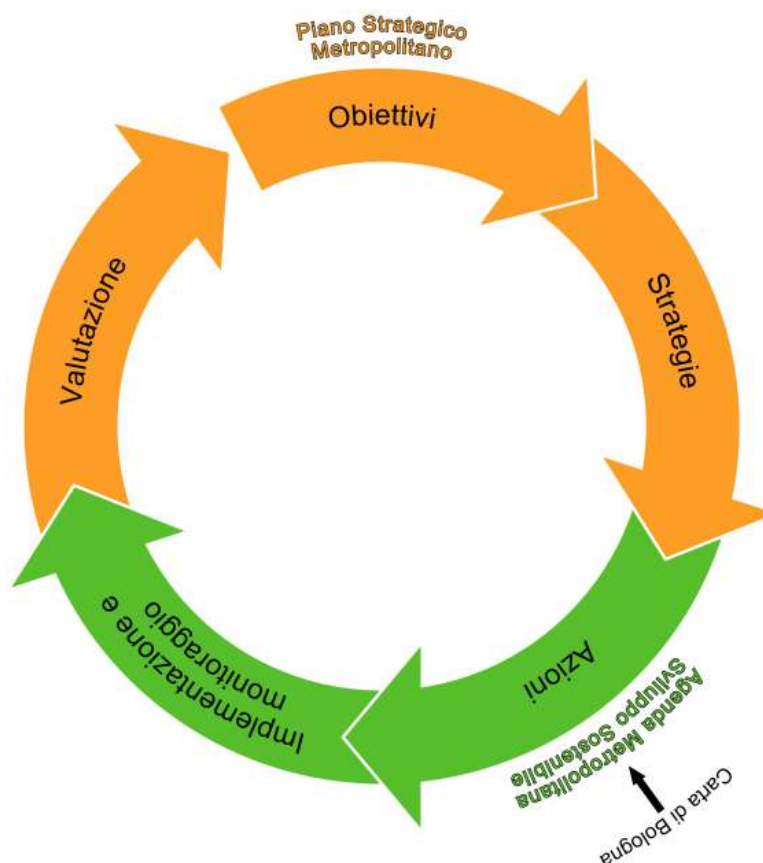 Piano Strategico
Metropolitano
Obiettivi
Strategie
Azioni
Agenda Metropolitana
Sviluppo Sostenibile
Carta di Bologna
Implementazione e
monitoraggio
Valutazione